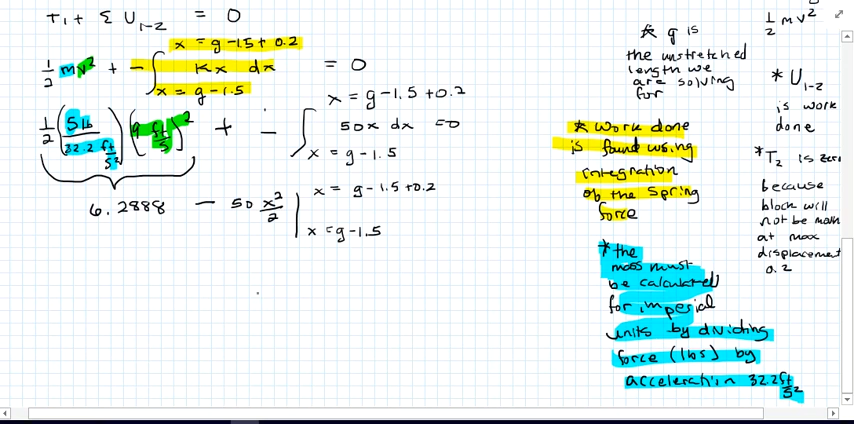 T₁ + Σ U₁₋₂ = 0
x = g - 1.5 + 0.2
½ mv² + - ∫ Kx dx = 0
x = g - 1.5
x = g - 1.5 + 0.2
½ (5 lb / 32.2 ft/s²) (9 ft/s)² + - ∫ 50x dx = 0
x = g - 1.5
x = g - 1.5 + 0.2
6.2888 - 50 x²/2 |
x = g - 1.5
* g is
the unstretched
length we
are solving
for
* work done
is found using
integration
of the spring
force
* the
mass must
be calculated
for imperial
units by dividing
force (lbs) by
acceleration 32.2 ft/s²
½ mv²
* U₁₋₂
is work
done
* T₂ is zero
because
block will
not be
at max
displacement
0.2